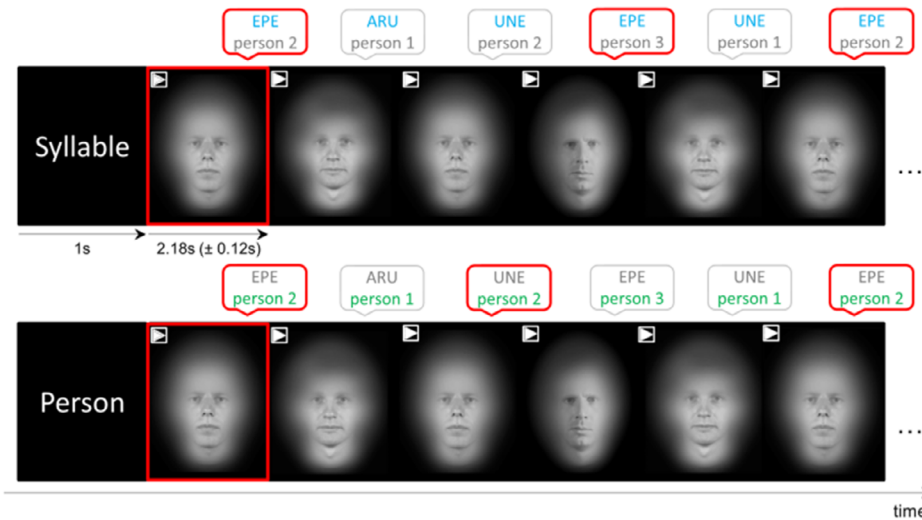 EPE
person 2
ARU
person 1
UNE
person 2
EPE
person 3
UNE
person 1
EPE
person 2
Syllable
...
1s
2.18s (± 0.12s)
EPE
person 2
ARU
person 1
UNE
person 2
EPE
person 3
UNE
person 1
EPE
person 2
Person
...
time